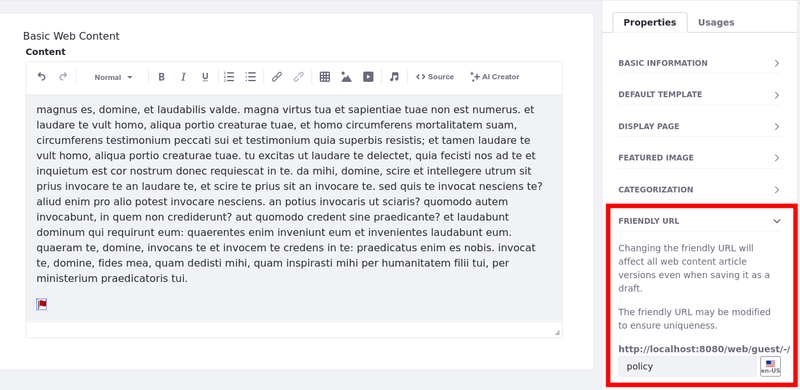 Basic Web Content
Content
Normal
B I U
Source
AI Creator
magnus es, domine, et laudabilis valde. magna virtus tua et sapientiae tuae non est numerus. et
laudare te vult homo, aliqua portio creaturae tuae, et homo circumferens mortalitatem suam,
circumferens testimonium peccati sui et testimonium quia superbis resistis; et tamen laudare te
vult homo, aliqua portio creaturae tuae. tu excitas ut laudare te delectet, quia fecisti nos ad te et
inquietum est cor nostrum donec requiescat in te. da mihi, domine, scire et intellegere utrum sit
prius invocare te an laudare te, et scire te prius sit an invocare te. sed quis te invocat nesciens te?
aliud enim pro alio potest invocare nesciens. an potius invocaris ut sciaris? quomodo autem
invocabunt, in quem non crediderunt? aut quomodo credent sine praedicante? et laudabunt
dominum qui requirunt eum: quaerentes enim inveniunt eum et invenientes laudabunt eum.
quaeram te, domine, invocans te et invocem te credens in te: praedicatus enim es nobis. invocat
te, domine, fides mea, quam dedisti mihi, quam inspirasti mihi per humanitatem filii tui, per
ministerium praedicatoris tui.
Properties
Usages
BASIC INFORMATION
DEFAULT TEMPLATE
DISPLAY PAGE
FEATURED IMAGE
CATEGORIZATION
FRIENDLY URL
Changing the friendly URL will
affect all web content article
versions even when saving it as a
draft.
The friendly URL may be modified
to ensure uniqueness.
http://localhost:8080/web/guest/-/
policy
en-US